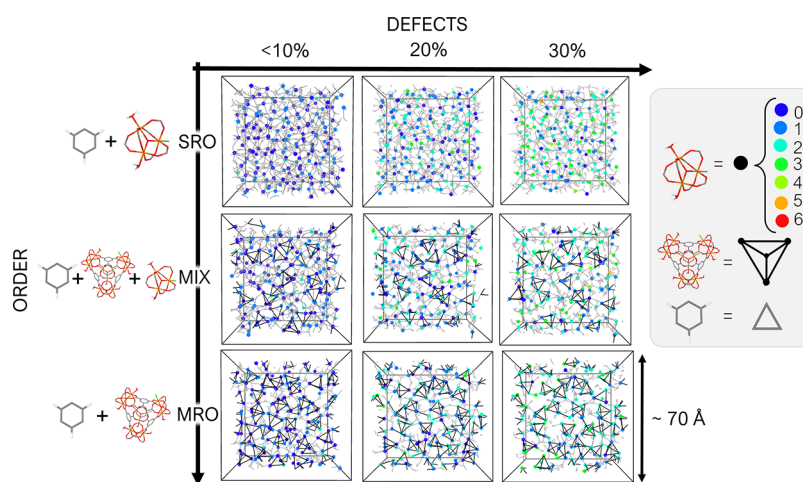 DEFECTS
<10% 20% 30%
SRO
MIX
MRO
ORDER
+
+ +
+
~ 70 Å
= 
0
1
2
3
4
5
6
=
=